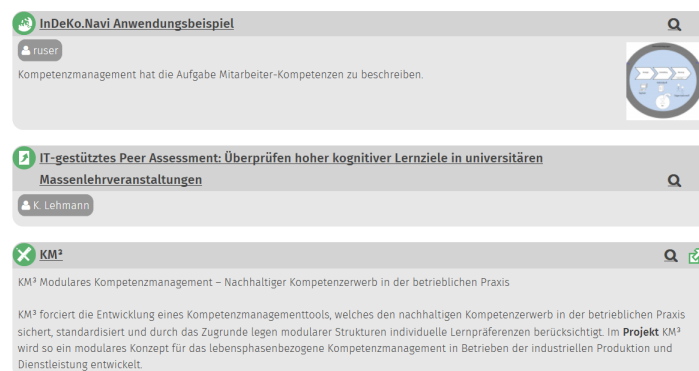 InDeKo.Navi Anwendungsbeispiel
ruser
Kompetenzmanagement hat die Aufgabe Mitarbeiter-Kompetenzen zu beschreiben.
IT-gestütztes Peer Assessment: Überprüfen hoher kognitiver Lernziele in universitären
Massenlehrveranstaltungen
K. Lehmann
KM³
KM³ Modulares Kompetenzmanagement – Nachhaltiger Kompetenzerwerb in der betrieblichen Praxis
KM³ forciert die Entwicklung eines Kompetenzmanagementtools, welches den nachhaltigen Kompetenzerwerb in der betrieblichen Praxis
sichert, standardisiert und durch das Zugrunde legen modularer Strukturen individuelle Lernpräferenzen berücksichtigt. Im Projekt KM³
wird so ein modulares Konzept für das lebensphasenbezogene Kompetenzmanagement in Betrieben der industriellen Produktion und
Dienstleistung entwickelt.